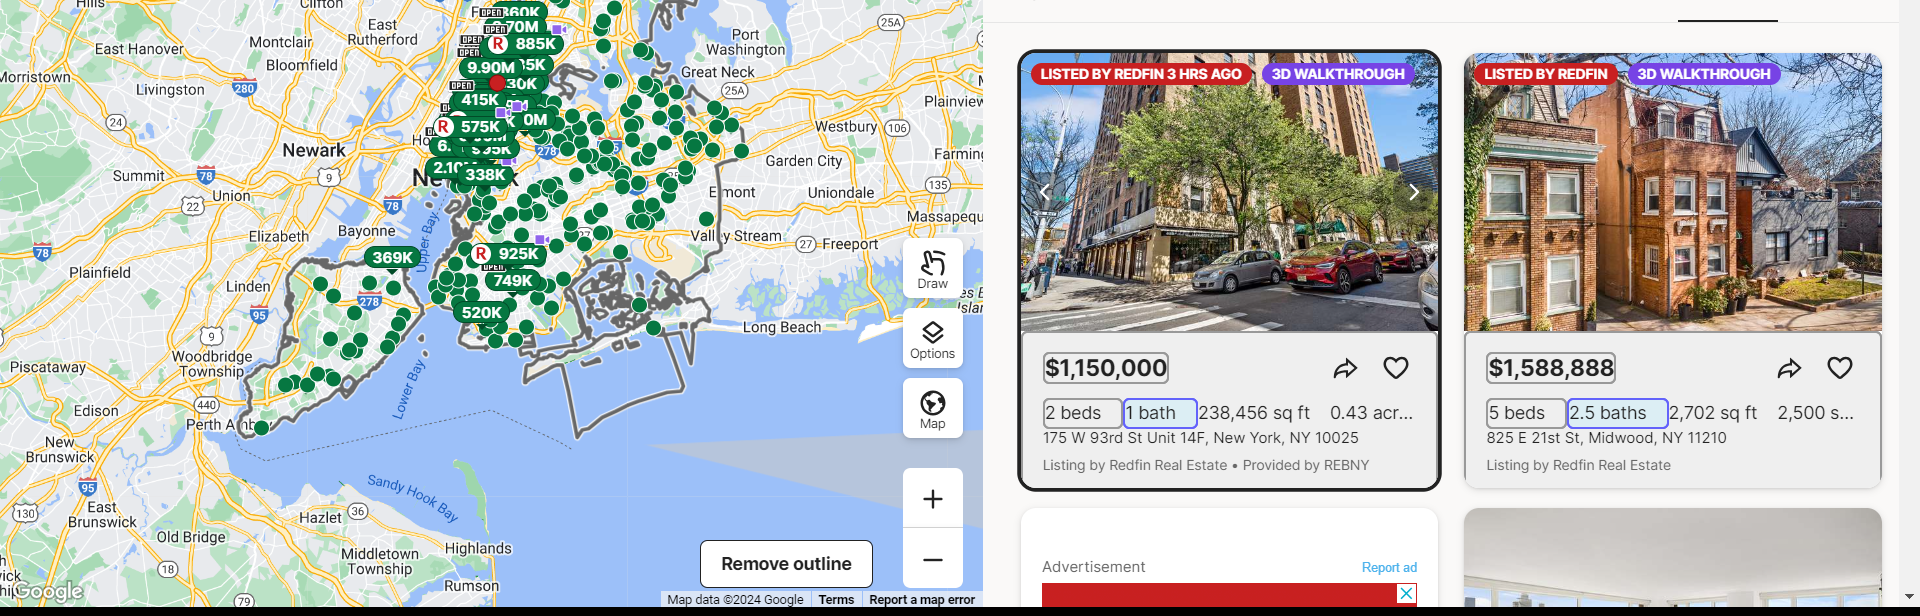 Hills
Clifton
East Hanover
Montclair
East
Rutherford
Bloomfield
Morristown
Livingston
280
24
Newark
Summit
78
9
Union
22
78
Elizabeth
Bayonne
Upper Bay
369K
278
Plainfield
Linden
95
9
Woodbridge
Township
Piscataway
440
Edison
Perth Amboy
New
Brunswick
95
East
Brunswick
130
Old Bridge
18
79
Google
Lower Bay
Sandy Hook Bay
Hazlet
36
Middletown
Township
Highlands
Rumson
OPEN
860K
OPEN
OPEN
R 885K
OPEN
9.90M
OPEN
415K
0M
R 575K
278
338K
R 925K
OPEN
749K
520K
Port
Washington
25A
Great Neck
25A
Plainview
Westbury
106
Garden City
Farming
Elmont
Uniondale
135
Massapequ
Valley Stream
27
Freeport
Long Beach
Draw
Options
Map
+
−
Remove outline
Map data ©2024 Google
Terms
Report a map error
LISTED BY REDFIN 3 HRS AGO
3D WALKTHROUGH
$1,150,000
2 beds
1 bath
238,456 sq ft
0.43 acr...
175 W 93rd St Unit 14F, New York, NY 10025
Listing by Redfin Real Estate • Provided by REBNY
LISTED BY REDFIN
3D WALKTHROUGH
$1,588,888
5 beds
2.5 baths
2,702 sq ft
2,500 s...
825 E 21st St, Midwood, NY 11210
Listing by Redfin Real Estate
Advertisement
Report ad